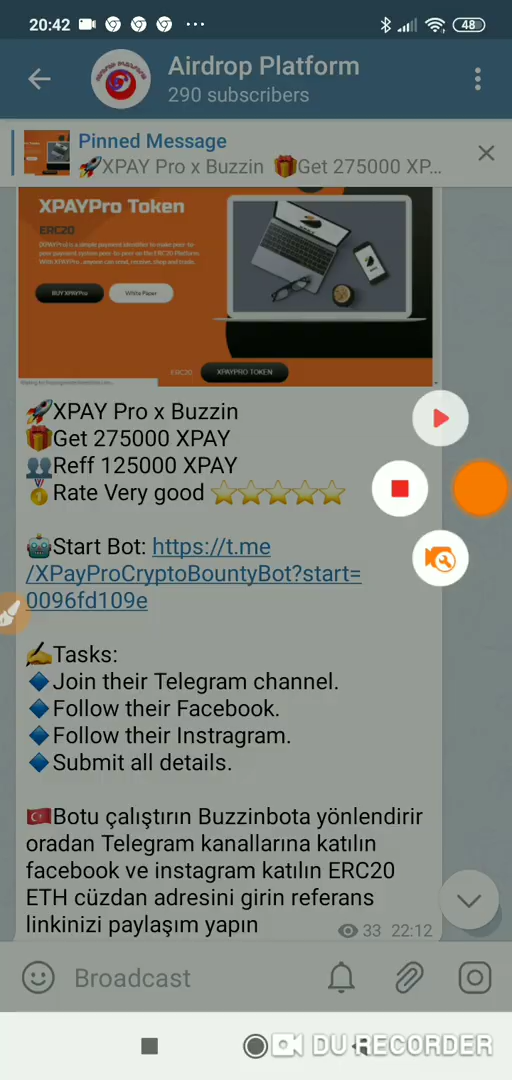 20:42
48
Airdrop Platform
290 subscribers
Pinned Message
🚀XPAY Pro x Buzzin 🎁Get 275000 XP...
XPAYPro Token
ERC20
BUY XPAYPro
White Paper
ERC20
XPAYPRO TOKEN
🚀XPAY Pro x Buzzin
🎁Get 275000 XPAY
👥Reff 125000 XPAY
🏅Rate Very good ⭐⭐⭐⭐⭐
🤖Start Bot: https://t.me
/XPayProCryptoBountyBot?start=
0096fd109e
✍️Tasks:
🔷Join their Telegram channel.
🔷Follow their Facebook.
🔷Follow their Instragram.
🔷Submit all details.
🇹🇷Botu çalıştırın Buzzinbota yönlendirir
oradan Telegram kanallarına katılın
facebook ve instagram katılın ERC20
ETH cüzdan adresini girin referans
linkinizi paylaşım yapın
33 22:12
Broadcast
DU RECORDER